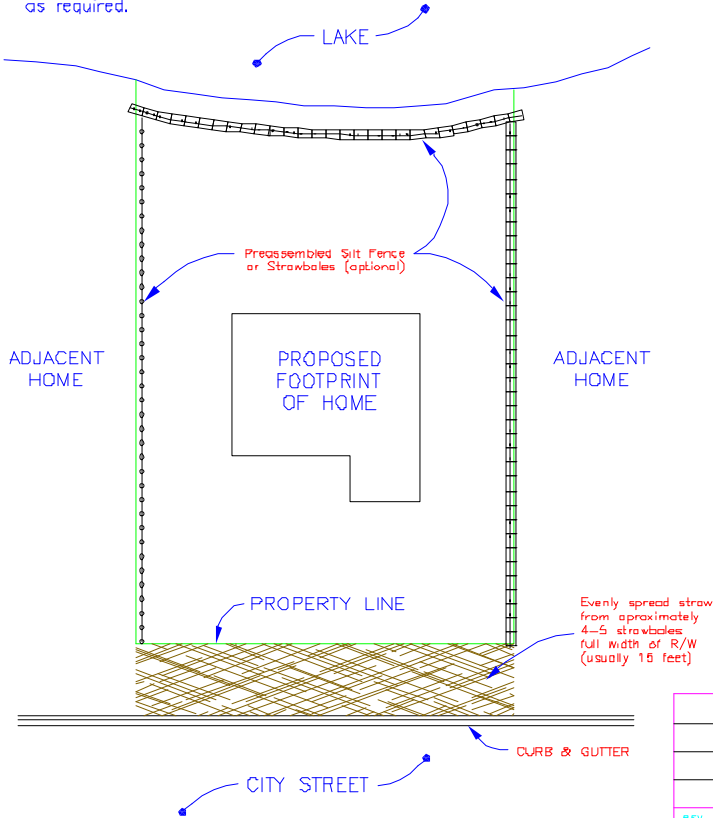 as required.
LAKE
Preassembled Silt Fence
or Strawbales (optional)
ADJACENT
HOME
PROPOSED
FOOTPRINT
OF HOME
ADJACENT
HOME
PROPERTY LINE
Evenly spread straw
from aproximately
4-5 strawbales
full width of R/W
(usually 15 feet)
CURB & GUTTER
CITY STREET